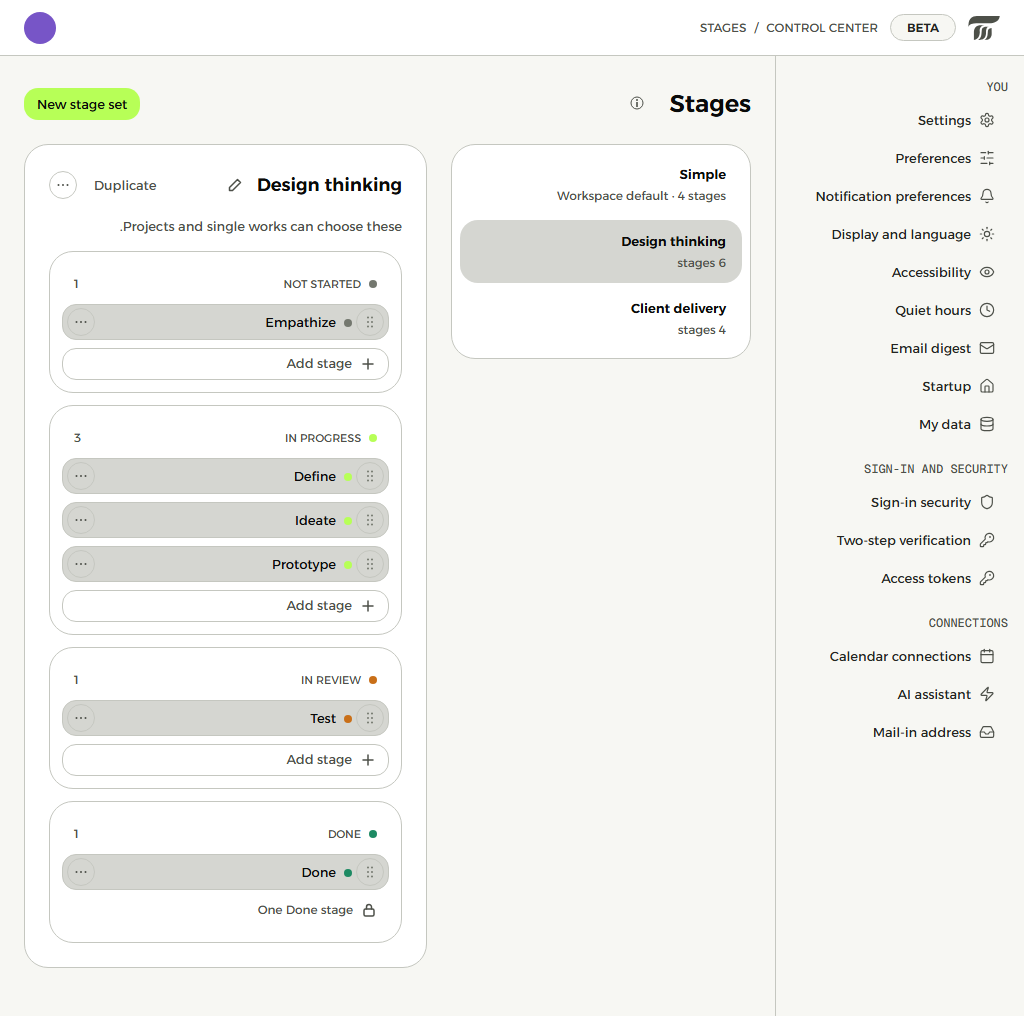 STAGES / CONTROL CENTER
BETA
YOU
Settings
Preferences
Notification preferences
Display and language
Accessibility
Quiet hours
Email digest
Startup
My data
SIGN-IN AND SECURITY
Sign-in security
Two-step verification
Access tokens
CONNECTIONS
Calendar connections
AI assistant
Mail-in address
Stages
New stage set
Simple
Workspace default · 4 stages
Design thinking
stages 6
Client delivery
stages 4
Design thinking
Duplicate
.Projects and single works can choose these
NOT STARTED
1
Empathize
Add stage
IN PROGRESS
3
Define
Ideate
Prototype
Add stage
IN REVIEW
1
Test
Add stage
DONE
1
Done
One Done stage